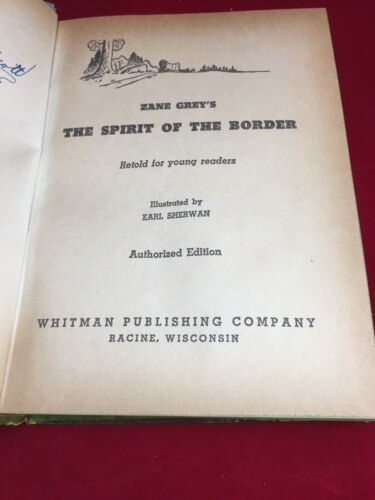 ZANE GREY'S
THE SPIRIT OF THE BORDER
Retold for young readers
Illustrated by
EARL SHERWAN
Authorized Edition
WHITMAN PUBLISHING COMPANY
RACINE, WISCONSIN